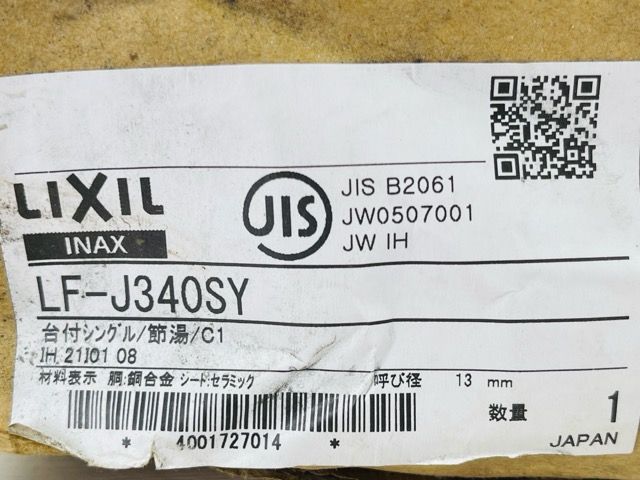 LIXIL
INAX
JIS
JIS B2061
JW0507001
JW IH
LF-J340SY
台付シングル/節湯/C1
IH 21J01 08
材料表示 胴:銅合金 シート:セラミック 呼び径 13 mm
数量 1
* 4001727014 *
JAPAN